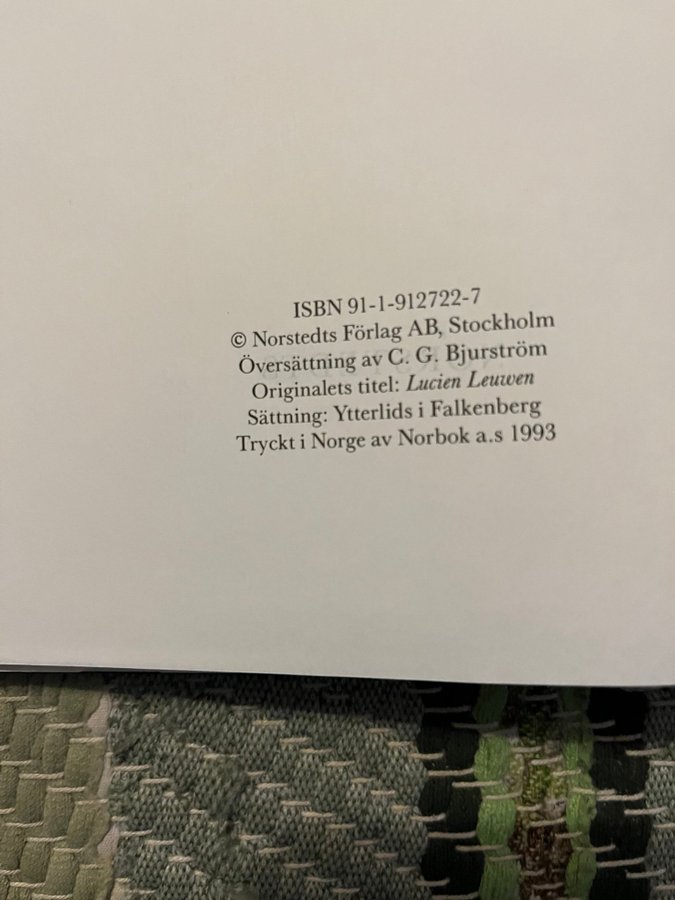 ISBN 91-1-912722-7
© Norstedts Förlag AB, Stockholm
Översättning av C. G. Bjurström
Originalets titel: Lucien Leuwen
Sättning: Ytterlids i Falkenberg
Tryckt i Norge av Norbok a.s 1993